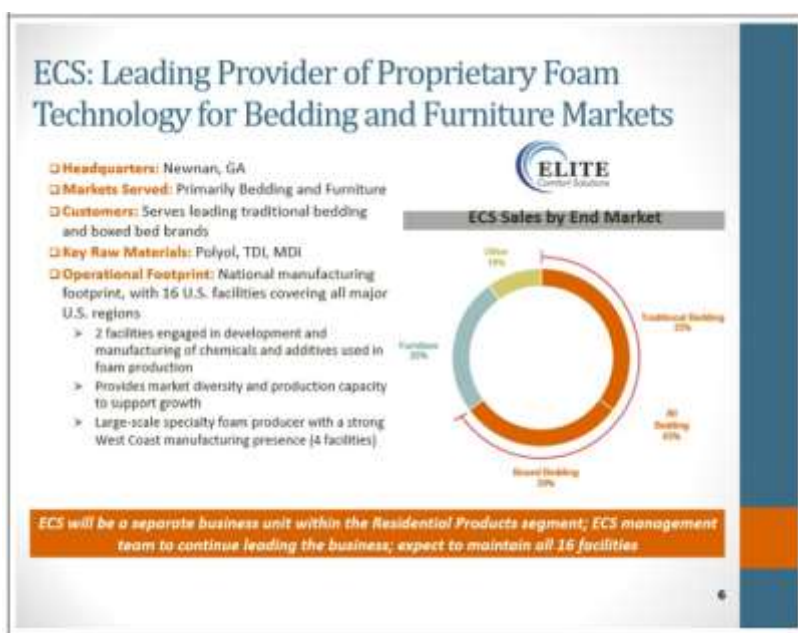 ECS: Leading Provider of Proprietary Foam
Technology for Bedding and Furniture Markets
Headquarters: Newnan, GA
Markets Served: Primarily Bedding and Furniture
Customers: Serves leading traditional bedding
and boxed bed brands
Key Raw Materials: Polyol, TDI, MDI
Operational Footprint: National manufacturing
footprint, with 16 U.S. facilities covering all major
U.S. regions
2 facilities engaged in development and
manufacturing of chemicals and additives used in
foam production
Provides market diversity and production capacity
to support growth
Large-scale specialty foam producer with a strong
West Coast manufacturing presence (4 facilities)
ELITE
Comfort Solutions
ECS Sales by End Market
Other
Traditional Bedding
Furniture
All
Bedding
Boxed Bedding
ECS will be a separate business unit within the Residential Products segment; ECS management
team to continue leading the business; expect to maintain all 16 facilities
6